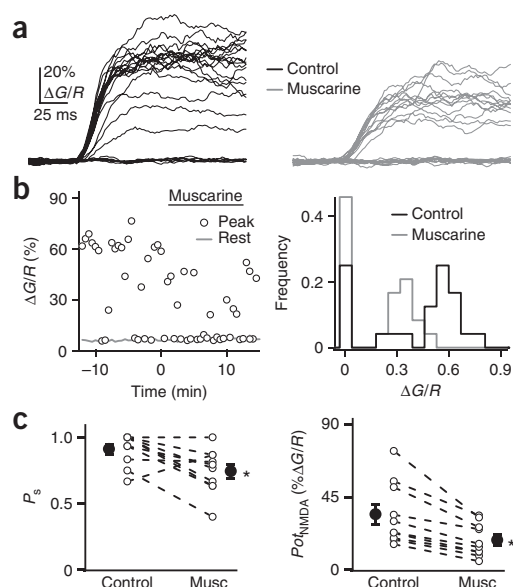 a
20%
ΔG/R
25 ms
Control
Muscarine
b
90
60
30
0
ΔG/R (%)
Muscarine
Peak
Rest
–10
0
10
Time (min)
0.4
0.2
0
Frequency
Control
Muscarine
0
0.3
0.6
0.9
ΔG/R
c
1.0
0.5
0
Ps
*
Control
Musc
90
45
0
PotNMDA (%ΔG/R)
*
Control
Musc